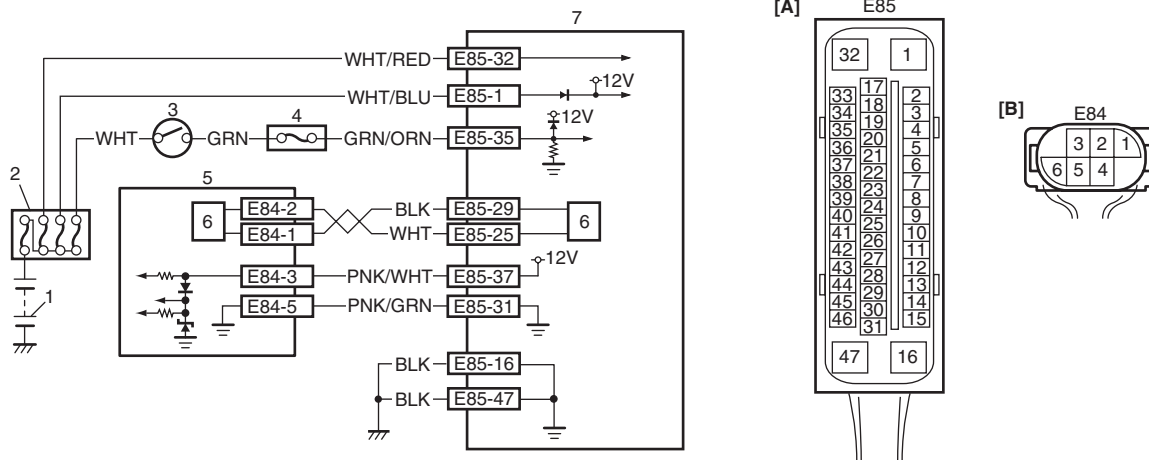 7
WHT/RED E85-32
WHT/BLU E85-1 12V
3 4 12V
WHT GRN GRN/ORN E85-35
2
5
6 E84-2 BLK E85-29 6
E84-1 WHT E85-25
12V
E84-3 PNK/WHT E85-37
E84-5 PNK/GRN E85-31
1
BLK E85-16
BLK E85-47
[A] E85
32 1
17
33 2
18
34 3
19
35 4
20
36 5
21
37 6
22
38 7
23
39 8
24
40 9
25
41 10
26
42 11
27
43 12
28
44 13
29
45 14
30
46 15
31
47 16
[B] E84
3 2 1
6 5 4